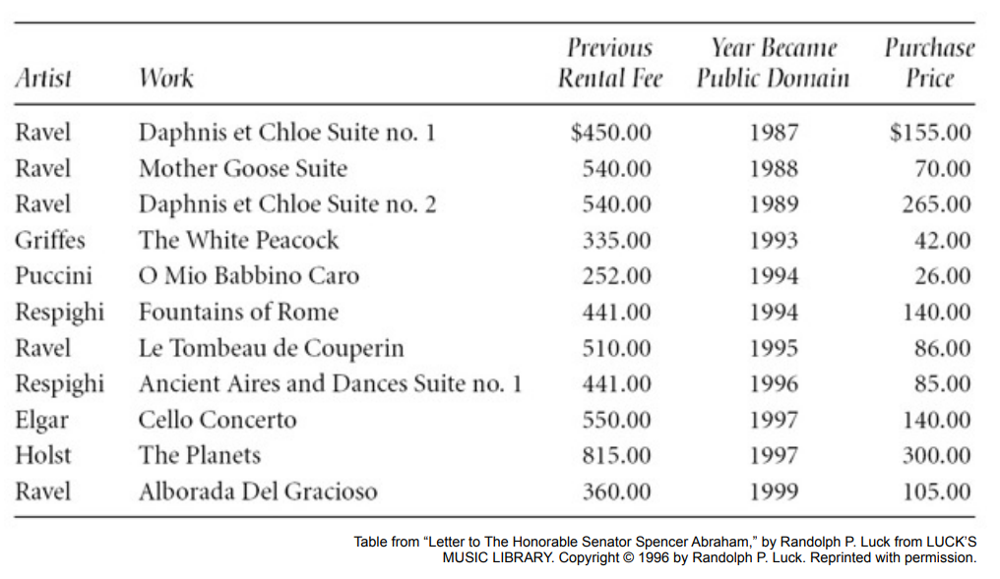 Previous Year Became Purchase
Artist Work Rental Fee Public Domain Price
Ravel Daphnis et Chloe Suite no. 1 $450.00 1987 $155.00
Ravel Mother Goose Suite 540.00 1988 70.00
Ravel Daphnis et Chloe Suite no. 2 540.00 1989 265.00
Griffes The White Peacock 335.00 1993 42.00
Puccini O Mio Babbino Caro 252.00 1994 26.00
Respighi Fountains of Rome 441.00 1994 140.00
Ravel Le Tombeau de Couperin 510.00 1995 86.00
Respighi Ancient Aires and Dances Suite no. 1 441.00 1996 85.00
Elgar Cello Concerto 550.00 1997 140.00
Holst The Planets 815.00 1997 300.00
Ravel Alborada Del Gracioso 360.00 1999 105.00
Table from “Letter to The Honorable Senator Spencer Abraham,” by Randolph P. Luck from LUCK’S
MUSIC LIBRARY. Copyright © 1996 by Randolph P. Luck. Reprinted with permission.